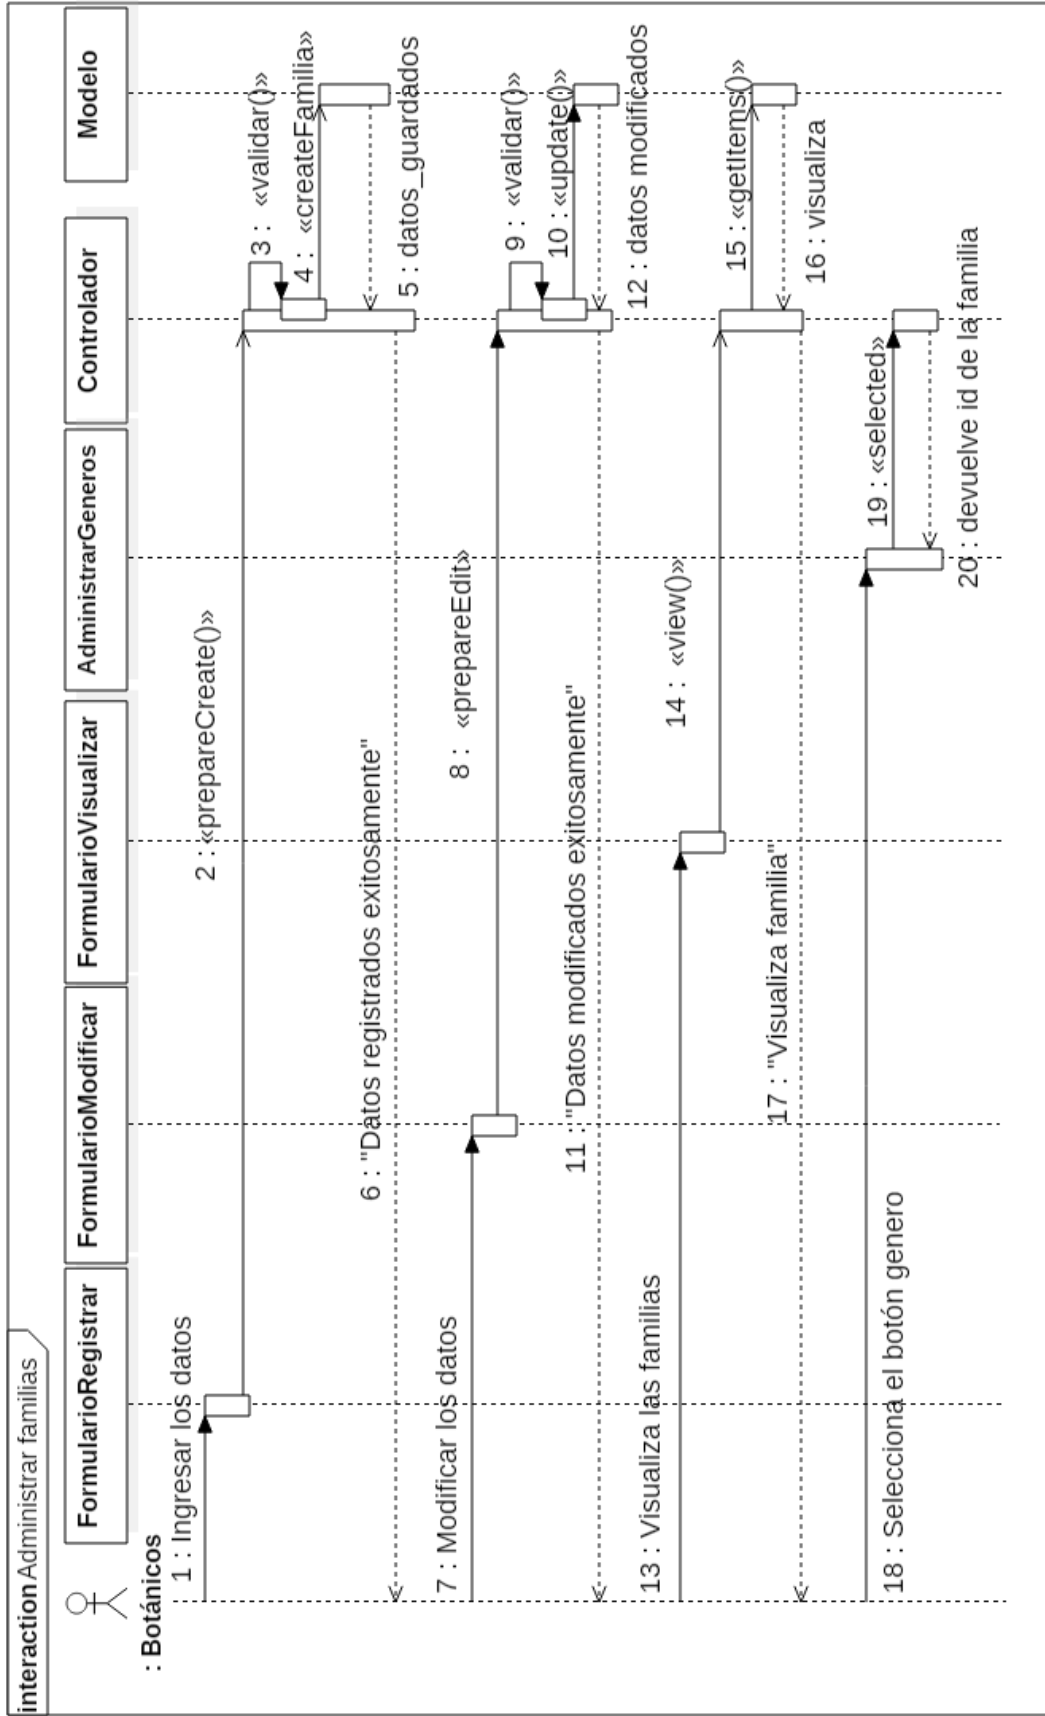 interaction Administrar familias
: Botánicos
FormularioRegistrar
FormularioModificar
FormularioVisualizar
AdministrarGeneros
Controlador
Modelo
1 : Ingresar los datos
2 : «prepareCreate()»
3 : «validar()»
4 : «createFamilia»
5 : datos_guardados
6 : "Datos registrados exitosamente"
7 : Modificar los datos
8 : «prepareEdit»
9 : «validar()»
10 : «update()»
12 : datos modificados
11 : "Datos modificados exitosamente"
13 : Visualiza las familias
14 : «view()»
15 : «getItems()»
16 : visualiza
17 : "Visualiza familia"
18 : Selecciona el botón genero
19 : «selected»
20 : devuelve id de la familia